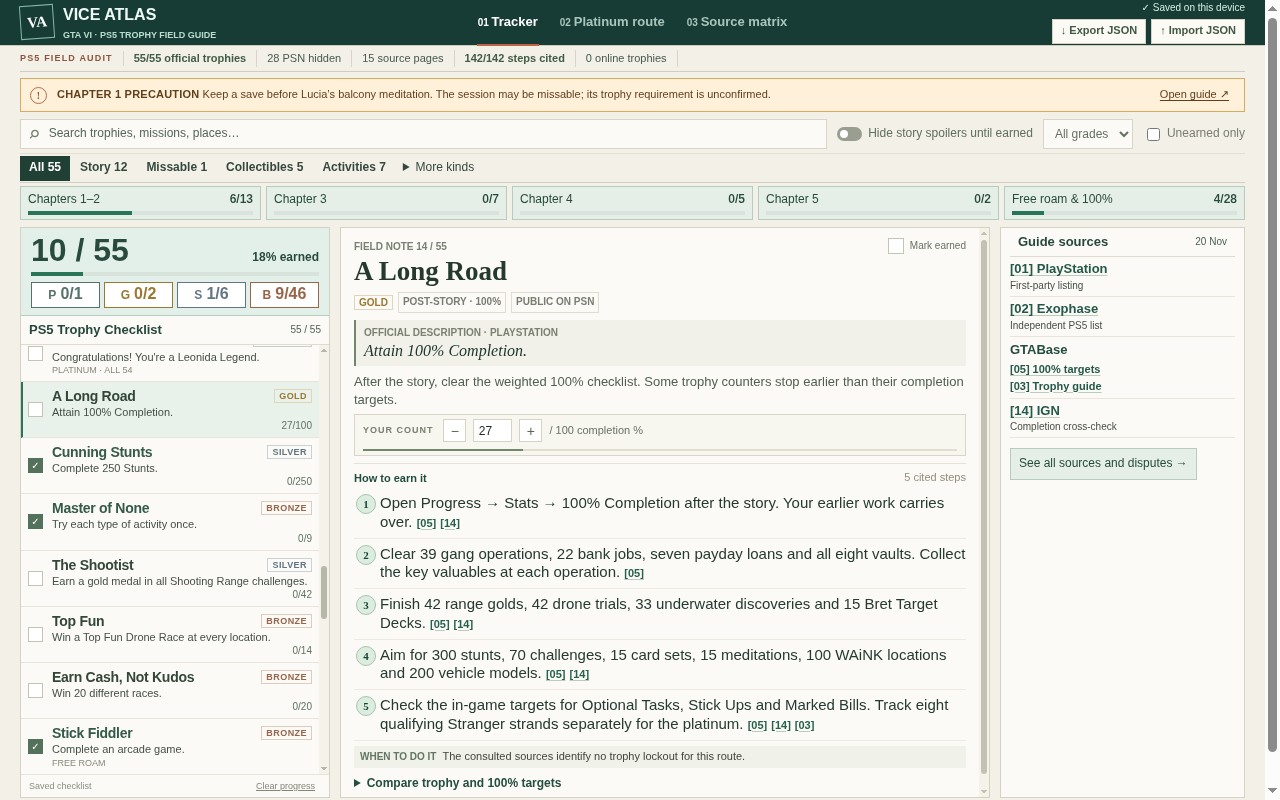 VA
VICE ATLAS
GTA VI · PS5 TROPHY FIELD GUIDE
01 Tracker
02 Platinum route
03 Source matrix
✓ Saved on this device
↓ Export JSON
↑ Import JSON
PS5 FIELD AUDIT
55/55 official trophies
28 PSN hidden
15 source pages
142/142 steps cited
0 online trophies
! CHAPTER 1 PRECAUTION Keep a save before Lucia's balcony meditation. The session may be missable; its trophy requirement is unconfirmed.
Open guide ↗
Search trophies, missions, places…
Hide story spoilers until earned
All grades
Unearned only
All 55
Story 12
Missable 1
Collectibles 5
Activities 7
▶ More kinds
Chapters 1–2 6/13
Chapter 3 0/7
Chapter 4 0/5
Chapter 5 0/2
Free roam & 100% 4/28
10 / 55
18% earned
P 0/1
G 0/2
S 1/6
B 9/46
PS5 Trophy Checklist
55 / 55
Congratulations! You're a Leonida Legend.
PLATINUM · ALL 54
A Long Road
GOLD
Attain 100% Completion.
27/100
Cunning Stunts
SILVER
Complete 250 Stunts.
0/250
Master of None
BRONZE
Try each type of activity once.
0/9
The Shootist
SILVER
Earn a gold medal in all Shooting Range challenges.
0/42
Top Fun
BRONZE
Win a Top Fun Drone Race at every location.
0/14
Earn Cash, Not Kudos
BRONZE
Win 20 different races.
0/20
Stick Fiddler
BRONZE
Complete an arcade game.
FREE ROAM
Saved checklist
Clear progress
FIELD NOTE 14 / 55
Mark earned
A Long Road
GOLD
POST-STORY · 100%
PUBLIC ON PSN
OFFICIAL DESCRIPTION · PLAYSTATION
Attain 100% Completion.
After the story, clear the weighted 100% checklist. Some trophy counters stop earlier than their completion
targets.
YOUR COUNT
−
27
+
/ 100 completion %
How to earn it
5 cited steps
1 Open Progress → Stats → 100% Completion after the story. Your earlier work carries
over. [05] [14]
2 Clear 39 gang operations, 22 bank jobs, seven payday loans and all eight vaults. Collect
the key valuables at each operation. [05]
3 Finish 42 range golds, 42 drone trials, 33 underwater discoveries and 15 Bret Target
Decks. [05] [14]
4 Aim for 300 stunts, 70 challenges, 15 card sets, 15 meditations, 100 WAiNK locations
and 200 vehicle models. [05] [14]
5 Check the in-game targets for Optional Tasks, Stick Ups and Marked Bills. Track eight
qualifying Stranger strands separately for the platinum. [05] [14] [03]
WHEN TO DO IT The consulted sources identify no trophy lockout for this route.
▶ Compare trophy and 100% targets
Guide sources
20 Nov
[01] PlayStation
First-party listing
[02] Exophase
Independent PS5 list
GTABase
[05] 100% targets
[03] Trophy guide
[14] IGN
Completion cross-check
See all sources and disputes →